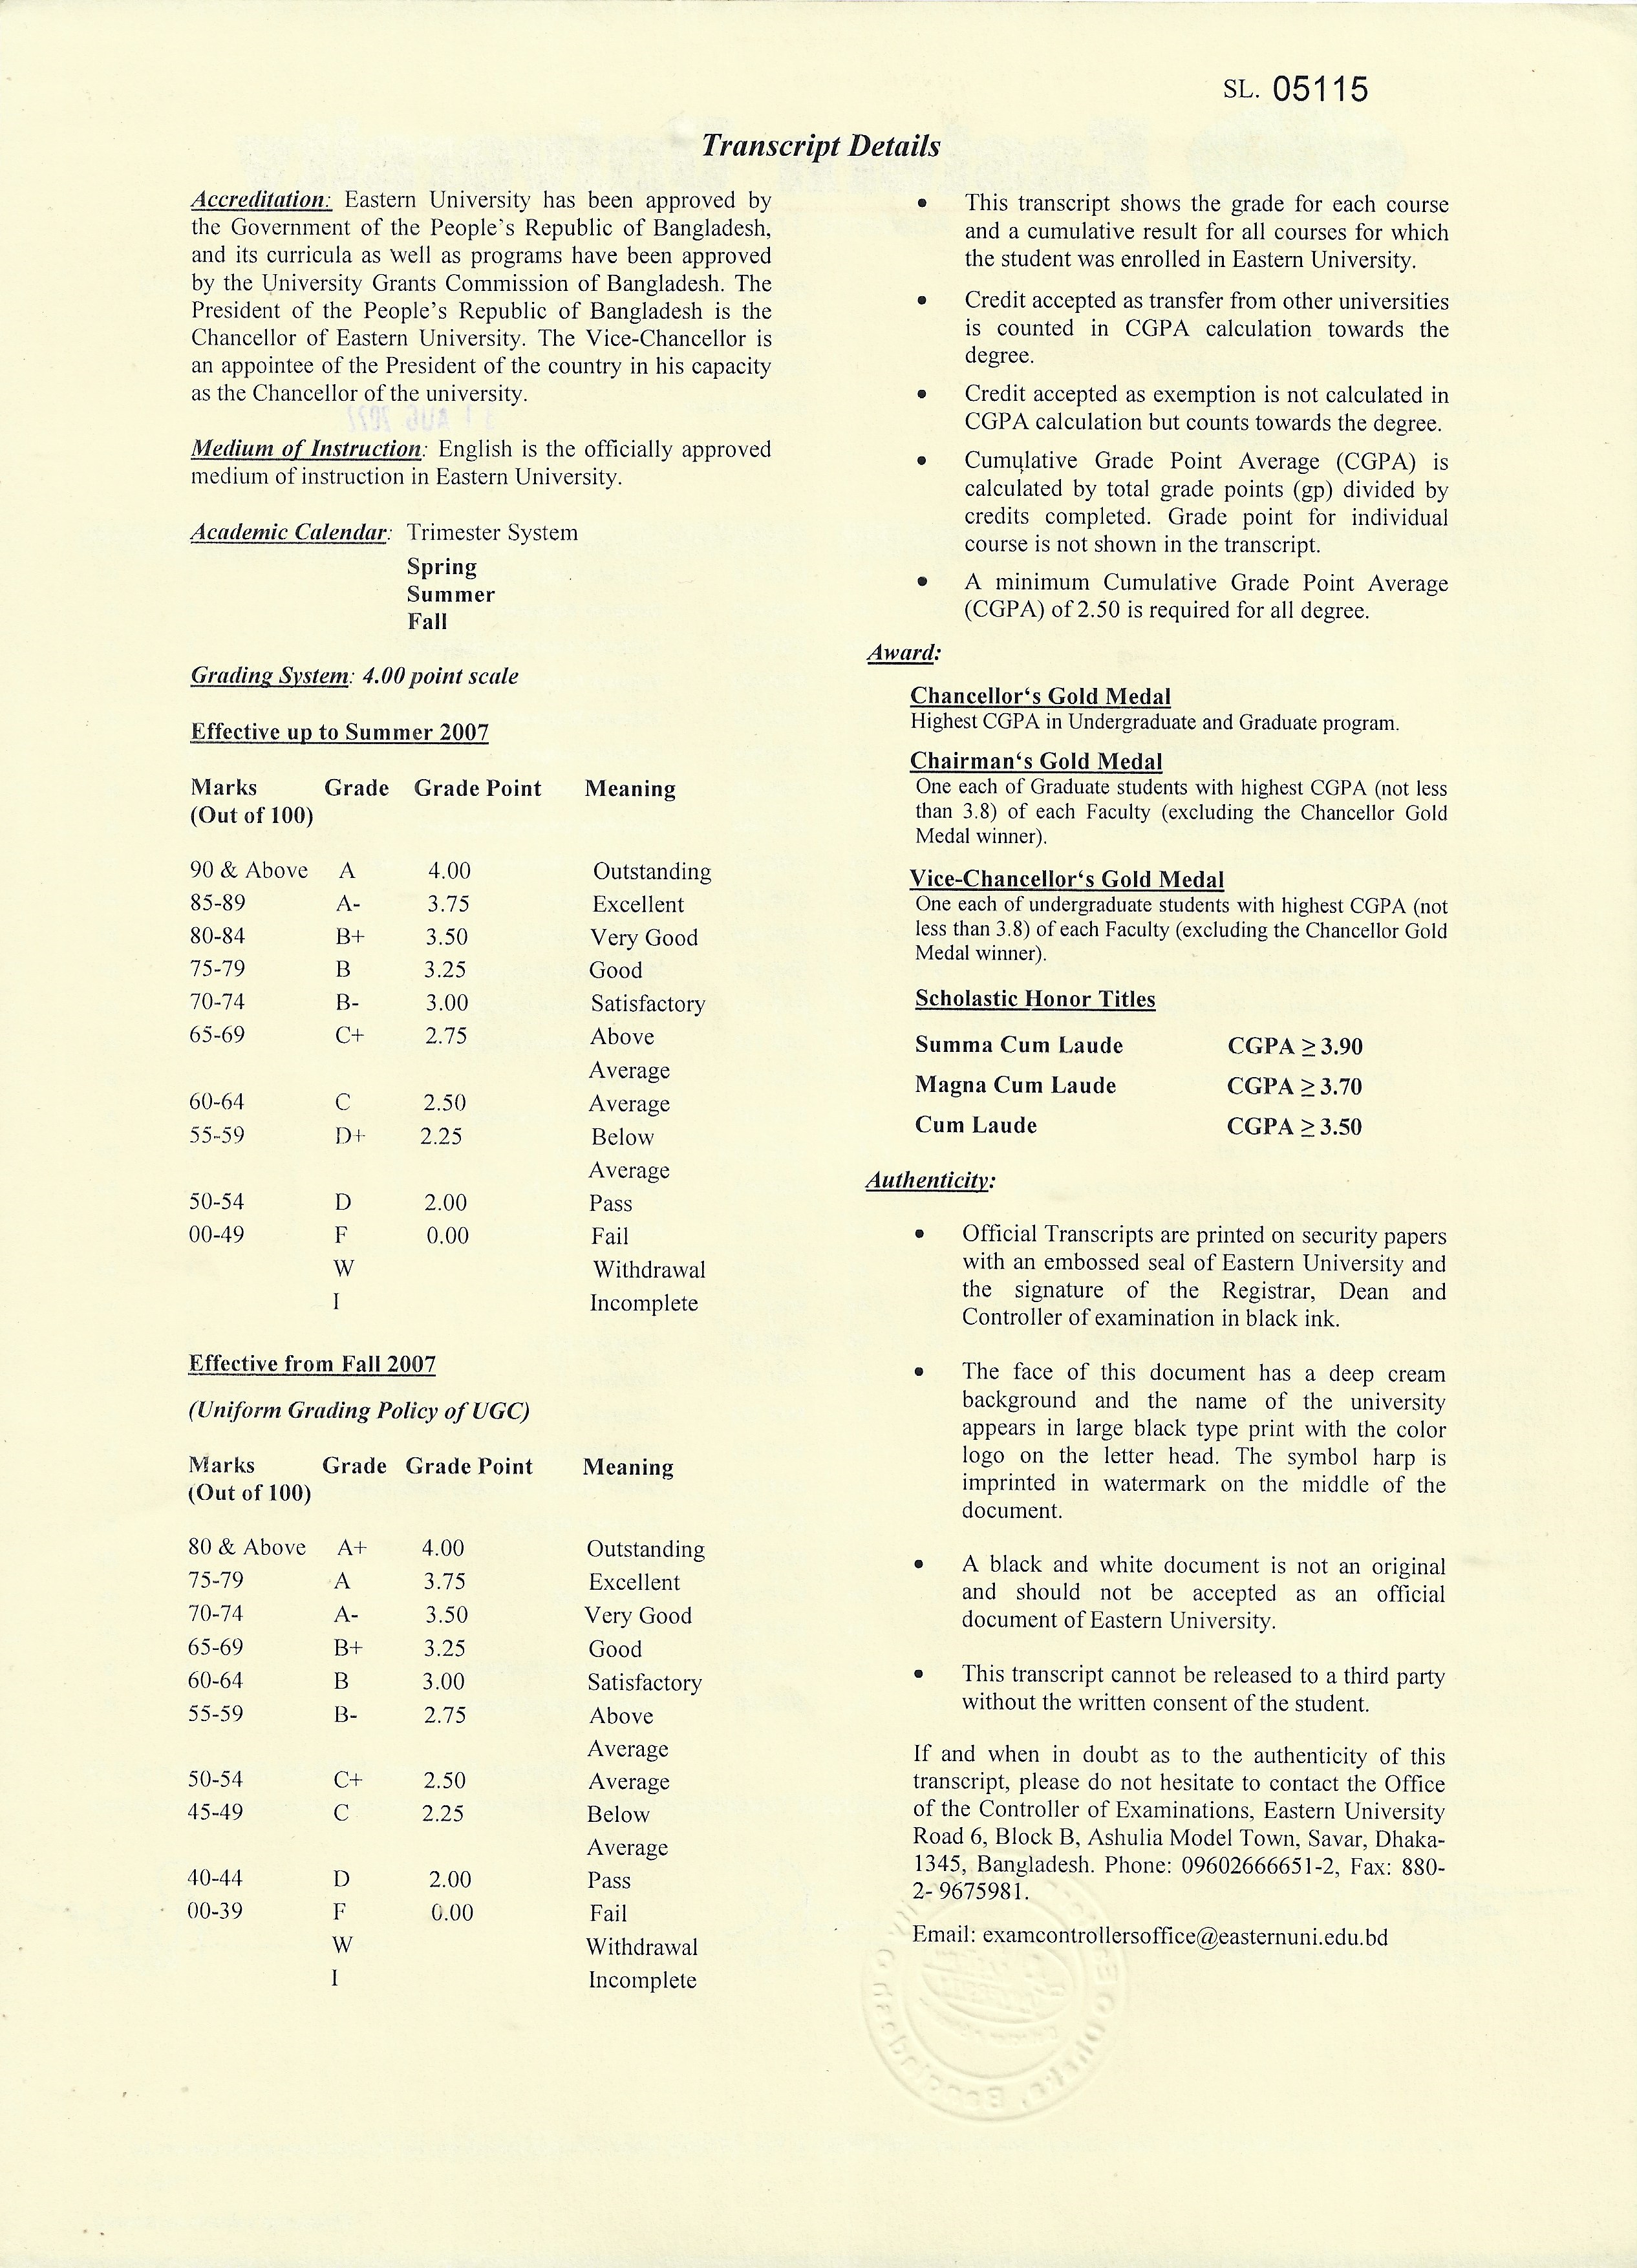 SL. 05115
Transcript Details
Accreditation: Eastern University has been approved by
the Government of the People's Republic of Bangladesh,
and its curricula as well as programs have been approved
by the University Grants Commission of Bangladesh. The
President of the People's Republic of Bangladesh is the
Chancellor of Eastern University. The Vice-Chancellor is
an appointee of the President of the country in his capacity
as the Chancellor of the university.
Medium of Instruction: English is the officially approved
medium of instruction in Eastern University.
Academic Calendar: Trimester System
Spring
Summer
Fall
Grading System: 4.00 point scale
Effective up to Summer 2007
Marks Grade Grade Point Meaning
(Out of 100)
90 & Above A 4.00 Outstanding
85-89 A- 3.75 Excellent
80-84 B+ 3.50 Very Good
75-79 B 3.25 Good
70-74 B- 3.00 Satisfactory
65-69 C+ 2.75 Above
Average
60-64 C 2.50 Average
55-59 D+ 2.25 Below
Average
50-54 D 2.00 Pass
00-49 F 0.00 Fail
W Withdrawal
I Incomplete
Effective from Fall 2007
(Uniform Grading Policy of UGC)
Marks Grade Grade Point Meaning
(Out of 100)
80 & Above A+ 4.00 Outstanding
75-79 A 3.75 Excellent
70-74 A- 3.50 Very Good
65-69 B+ 3.25 Good
60-64 B 3.00 Satisfactory
55-59 B- 2.75 Above
Average
50-54 C+ 2.50 Average
45-49 C 2.25 Below
Average
40-44 D 2.00 Pass
00-39 F 0.00 Fail
W Withdrawal
I Incomplete
• This transcript shows the grade for each course
and a cumulative result for all courses for which
the student was enrolled in Eastern University.
• Credit accepted as transfer from other universities
is counted in CGPA calculation towards the
degree.
• Credit accepted as exemption is not calculated in
CGPA calculation but counts towards the degree.
• Cumulative Grade Point Average (CGPA) is
calculated by total grade points (gp) divided by
credits completed. Grade point for individual
course is not shown in the transcript.
• A minimum Cumulative Grade Point Average
(CGPA) of 2.50 is required for all degree.
Award:
Chancellor‘s Gold Medal
Highest CGPA in Undergraduate and Graduate program.
Chairman‘s Gold Medal
One each of Graduate students with highest CGPA (not less
than 3.8) of each Faculty (excluding the Chancellor Gold
Medal winner).
Vice-Chancellor‘s Gold Medal
One each of undergraduate students with highest CGPA (not
less than 3.8) of each Faculty (excluding the Chancellor Gold
Medal winner).
Scholastic Honor Titles
Summa Cum Laude CGPA ≥ 3.90
Magna Cum Laude CGPA ≥ 3.70
Cum Laude CGPA ≥ 3.50
Authenticity:
• Official Transcripts are printed on security papers
with an embossed seal of Eastern University and
the signature of the Registrar, Dean and
Controller of examination in black ink.
• The face of this document has a deep cream
background and the name of the university
appears in large black type print with the color
logo on the letter head. The symbol harp is
imprinted in watermark on the middle of the
document.
• A black and white document is not an original
and should not be accepted as an official
document of Eastern University.
• This transcript cannot be released to a third party
without the written consent of the student.
If and when in doubt as to the authenticity of this
transcript, please do not hesitate to contact the Office
of the Controller of Examinations, Eastern University
Road 6, Block B, Ashulia Model Town, Savar, Dhaka-
1345, Bangladesh. Phone: 09602666651-2, Fax: 880-
2- 9675981.
Email: examcontrollersoffice@easternuni.edu.bd